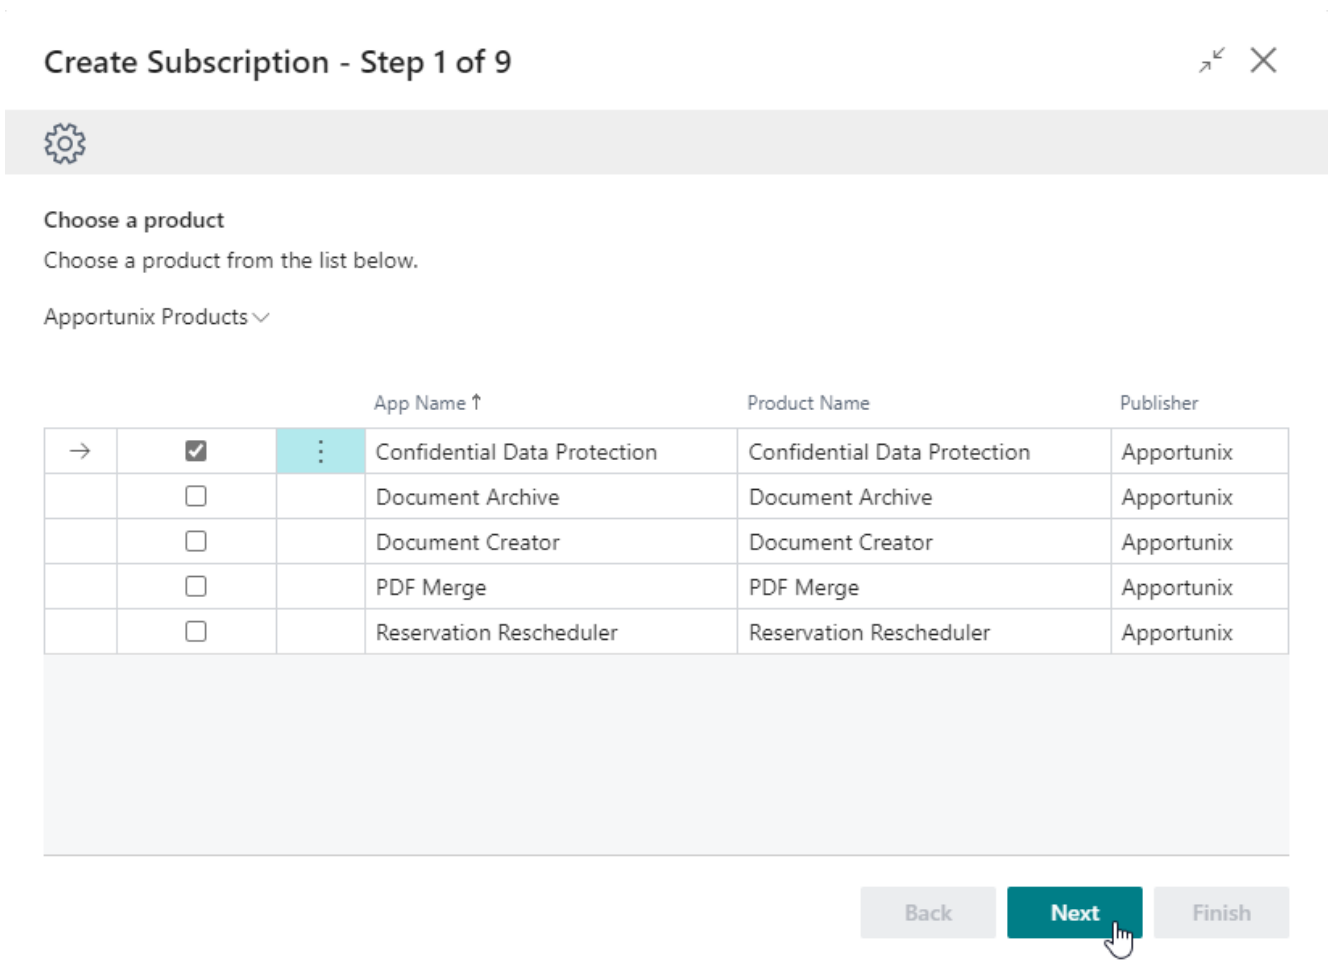 Create Subscription - Step 1 of 9
Choose a product
Choose a product from the list below.
Apportunix Products
App Name Product Name Publisher
Confidential Data Protection Confidential Data Protection Apportunix
Document Archive Document Archive Apportunix
Document Creator Document Creator Apportunix
PDF Merge PDF Merge Apportunix
Reservation Rescheduler Reservation Rescheduler Apportunix
Back Next Finish